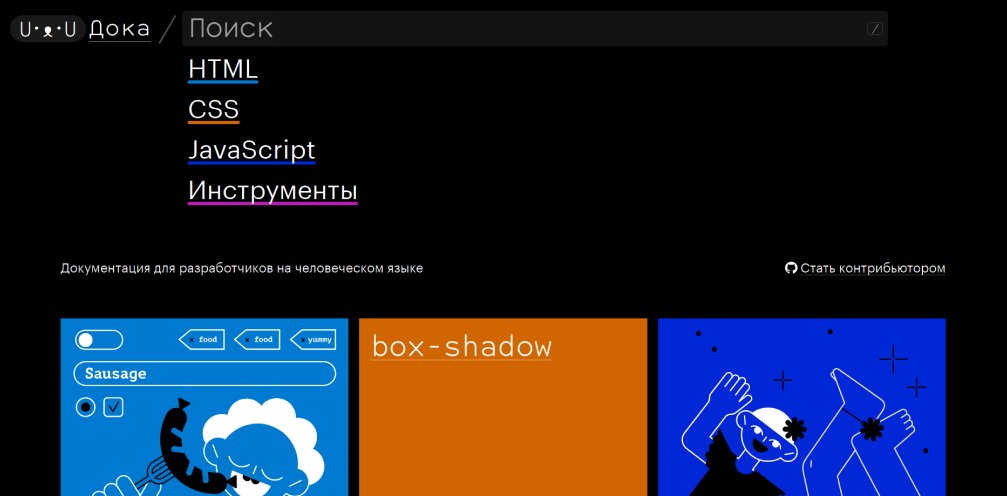 U·ᴥ·U Дока / Поиск /
HTML
CSS
JavaScript
Инструменты
Документация для разработчиков на человеческом языке Стать контрибьютором
x food x food x yummy
Sausage
box-shadow